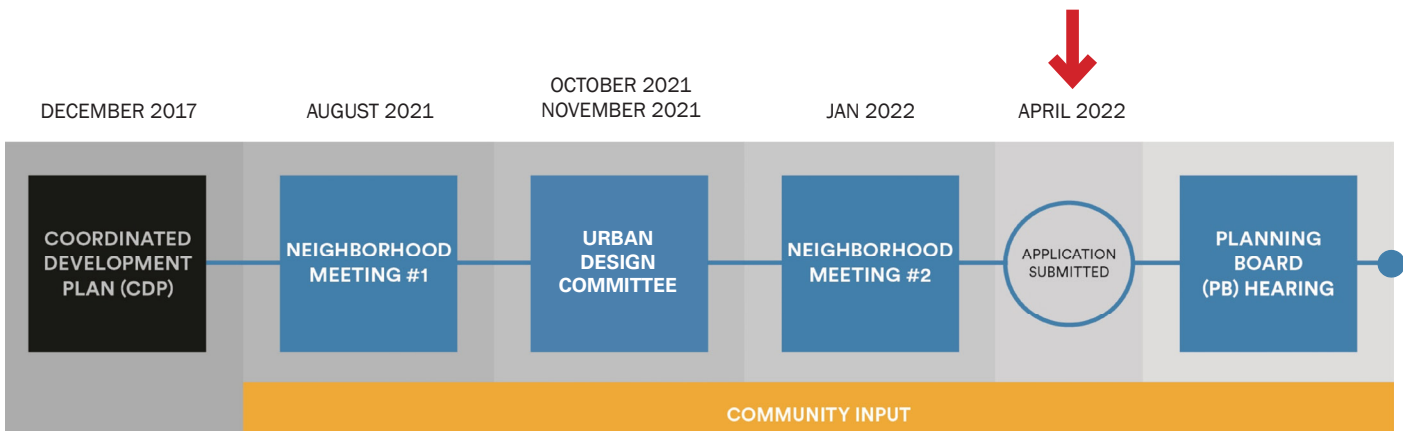 DECEMBER 2017
AUGUST 2021
OCTOBER 2021
NOVEMBER 2021
JAN 2022
APRIL 2022
COORDINATED
DEVELOPMENT
PLAN (CDP)
NEIGHBORHOOD
MEETING #1
URBAN
DESIGN
COMMITTEE
NEIGHBORHOOD
MEETING #2
APPLICATION
SUBMITTED
PLANNING
BOARD
(PB) HEARING
COMMUNITY INPUT